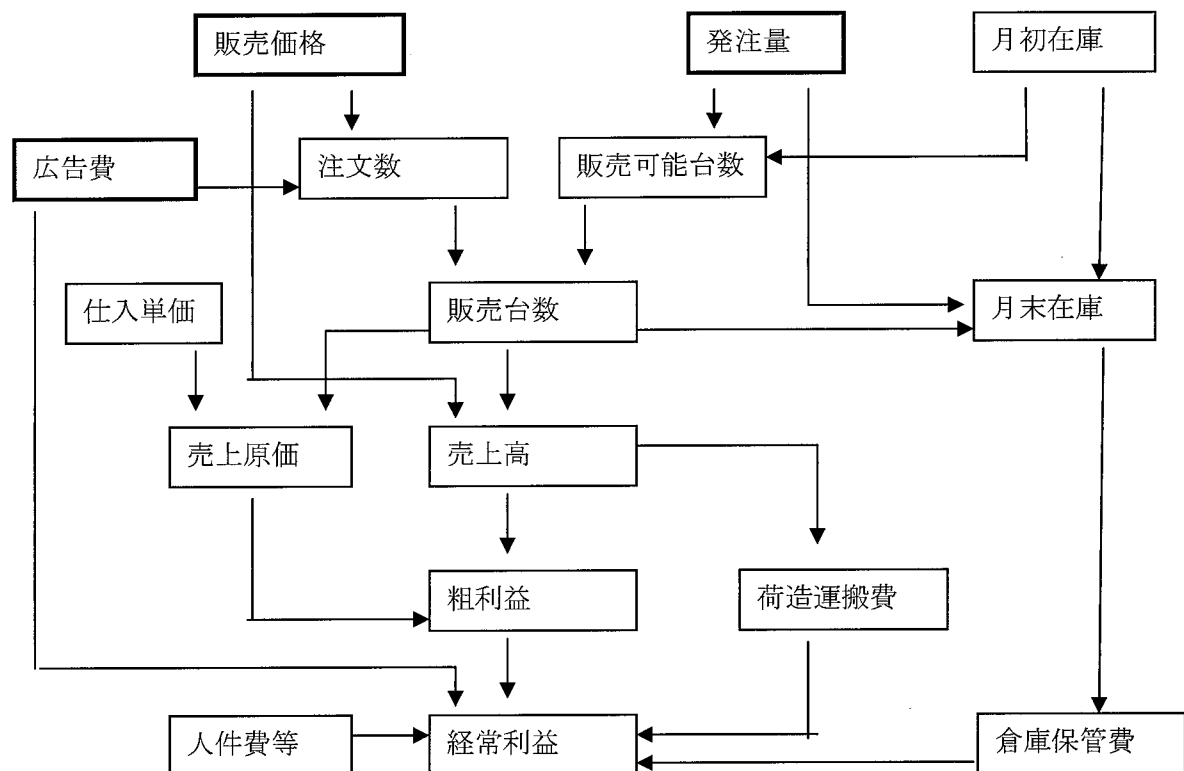 販売価格
発注量
月初在庫
広告費
注文数
販売可能台数
仕入単価
販売台数
月末在庫
売上原価
売上高
粗利益
荷造運搬費
人件費等
経常利益
倉庫保管費